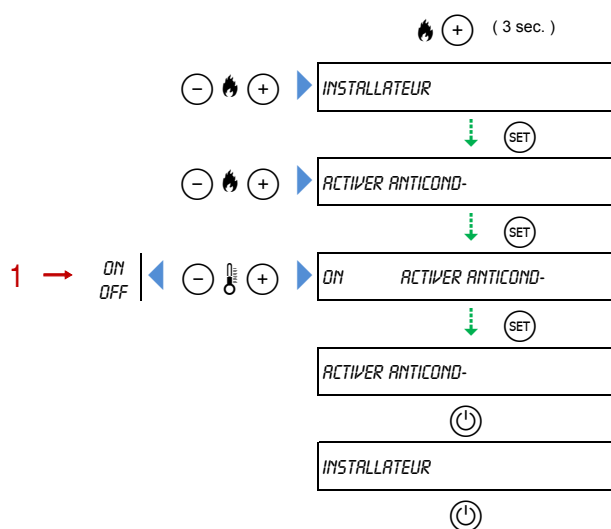 ( 3 sec. )
INSTALLATEUR
SET
ACTIVER ANTICOND-
SET
1
ON
OFF
ON ACTIVER ANTICOND-
SET
ACTIVER ANTICOND-
INSTALLATEUR